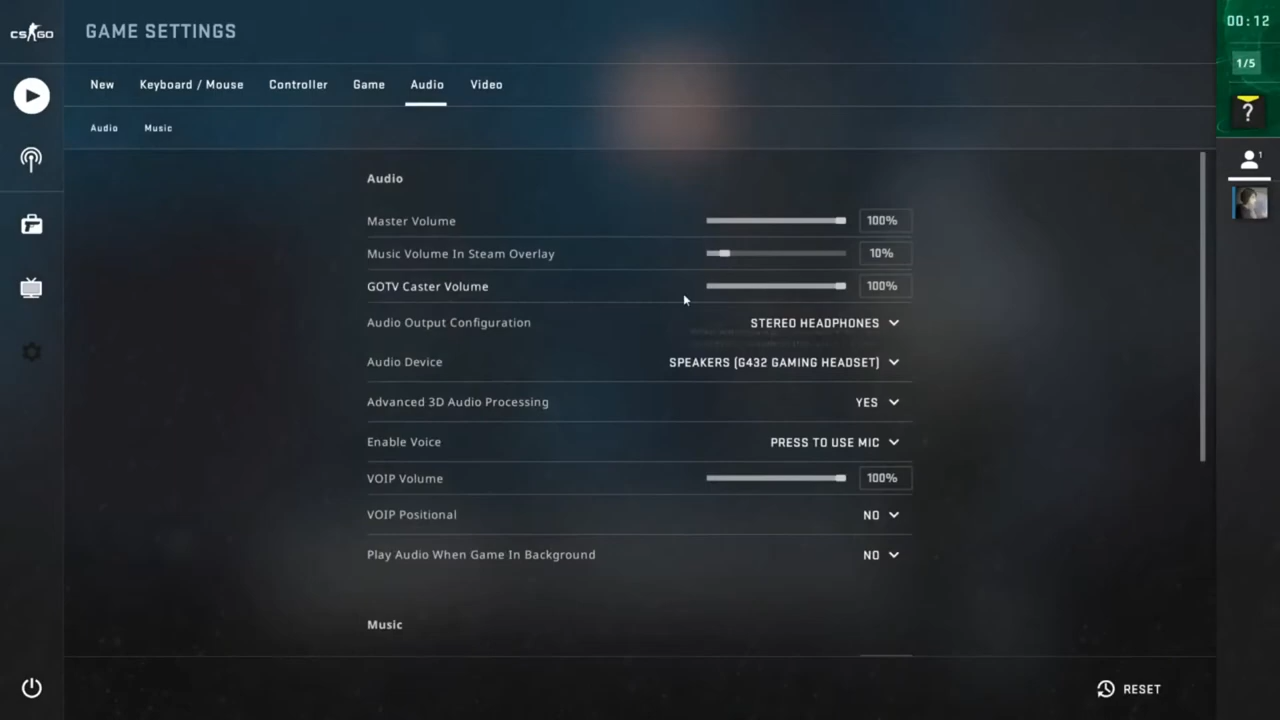 CS GO
GAME SETTINGS
00:12
1/5
?
1
New Keyboard / Mouse Controller Game Audio Video
Audio Music
Audio
Master Volume 100%
Music Volume In Steam Overlay 10%
GOTV Caster Volume 100%
Audio Output Configuration STEREO HEADPHONES
Audio Device SPEAKERS (G432 GAMING HEADSET)
Advanced 3D Audio Processing YES
Enable Voice PRESS TO USE MIC
VOIP Volume 100%
VOIP Positional NO
Play Audio When Game In Background NO
Music
RESET